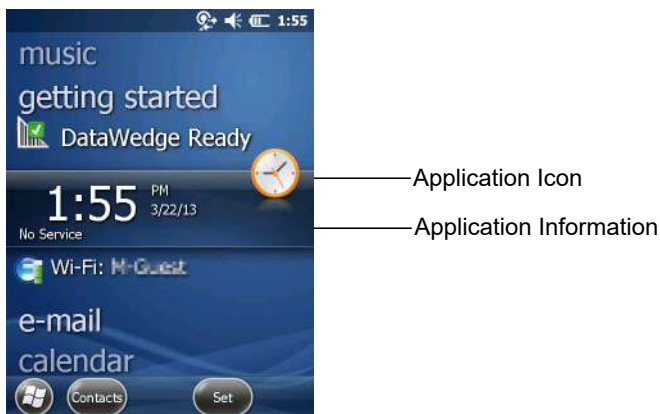 1:55
music
getting started
DataWedge Ready
Application Icon
1:55 PM
3/22/13
Application Information
No Service
Wi-Fi:
e-mail
calendar
Contacts Set